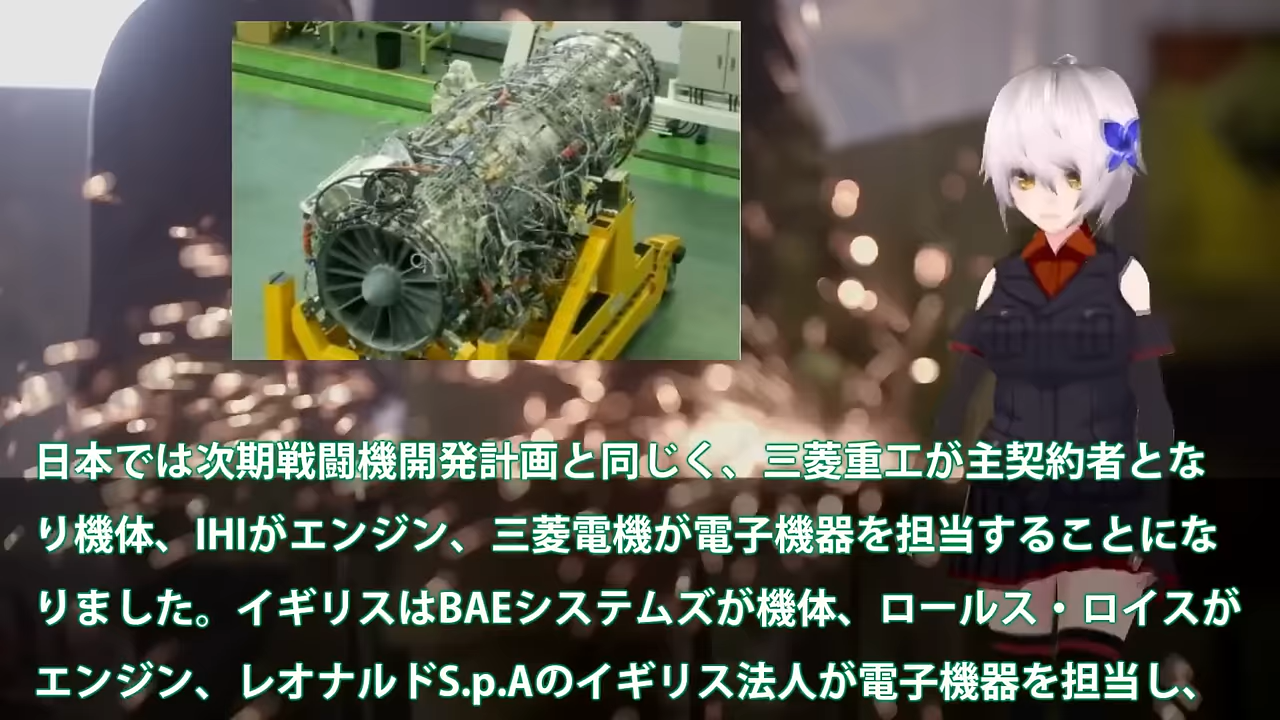 日本では次期戦闘機開発計画と同じく、三菱重工が主契約者とな
り機体、IHIがエンジン、三菱電機が電子機器を担当することにな
りました。イギリスはBAEシステムズが機体、ロールス・ロイスが
エンジン、レオナルドS.p.Aのイギリス法人が電子機器を担当し、